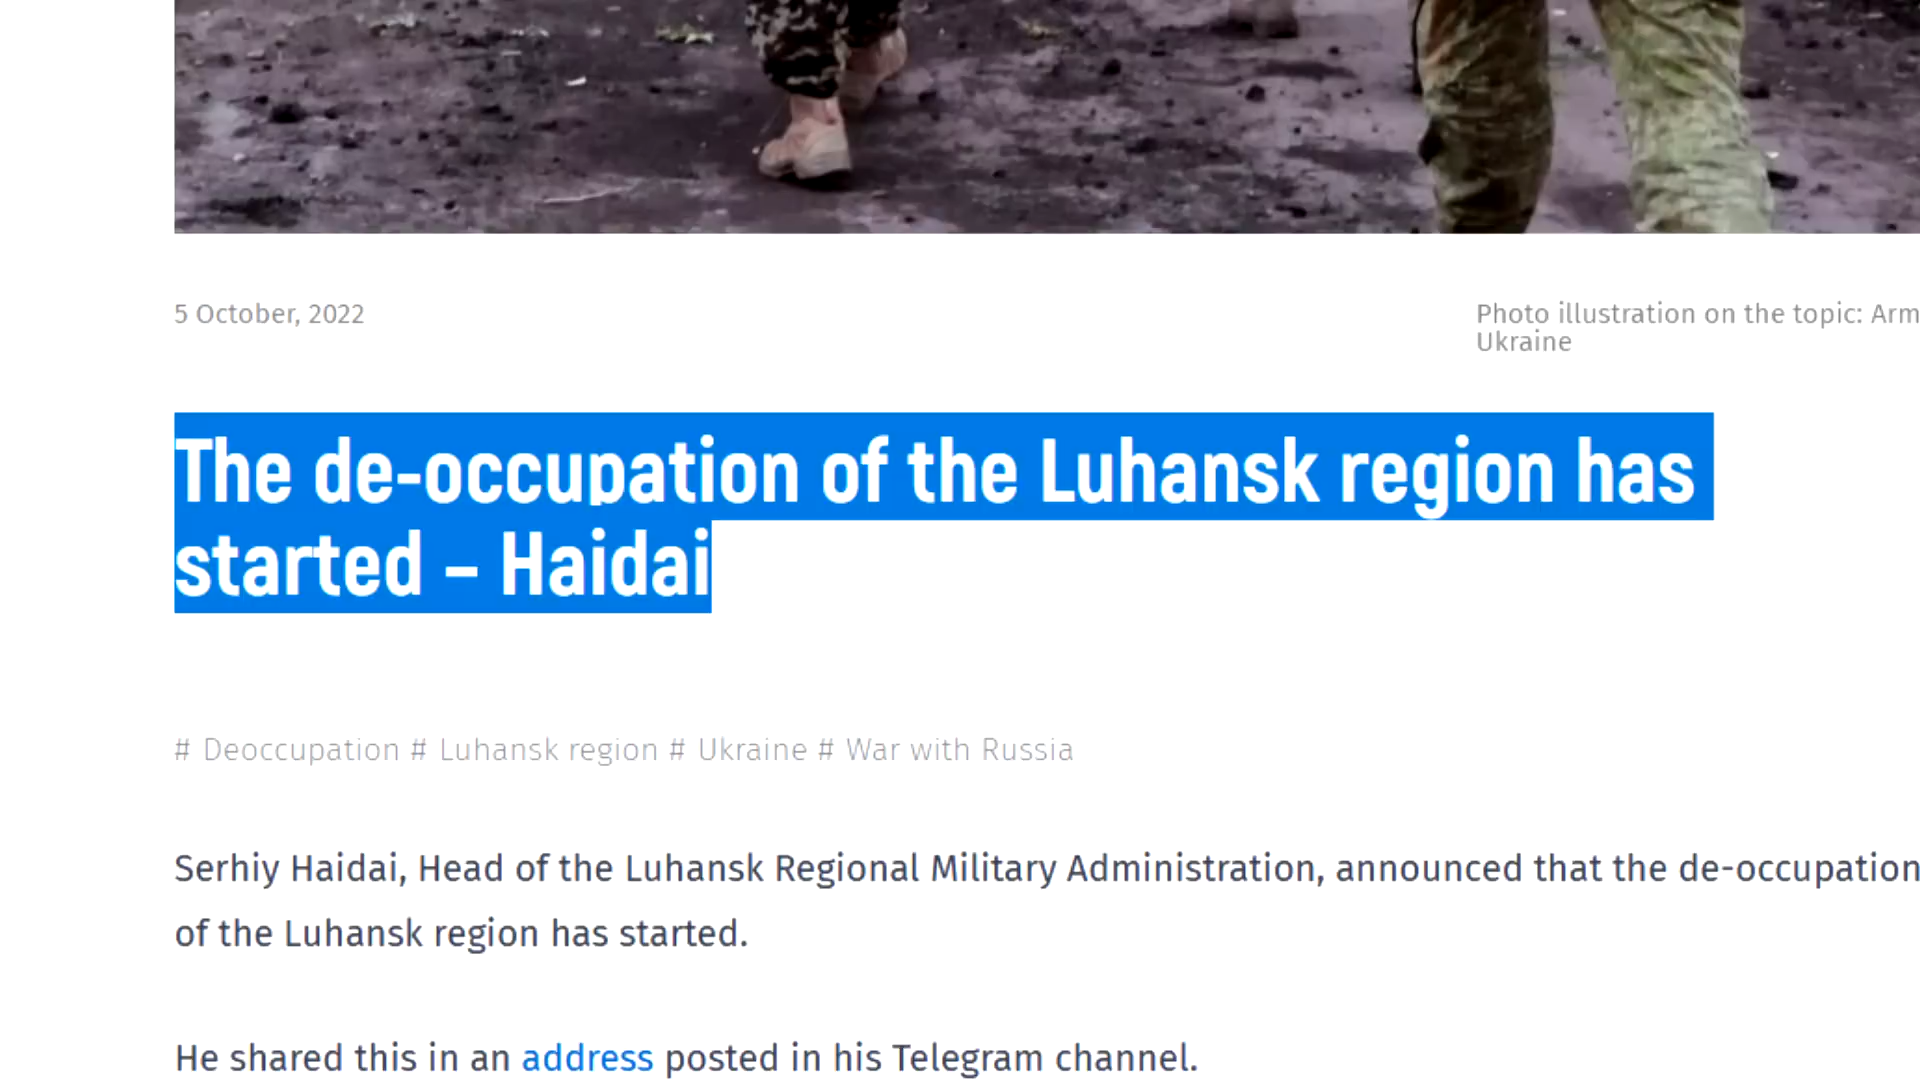 5 October, 2022
Photo illustration on the topic: Arm
Ukraine
The de-occupation of the Luhansk region has
started – Haidai
# Deoccupation # Luhansk region # Ukraine # War with Russia
Serhiy Haidai, Head of the Luhansk Regional Military Administration, announced that the de-occupation
of the Luhansk region has started.
He shared this in an address posted in his Telegram channel.